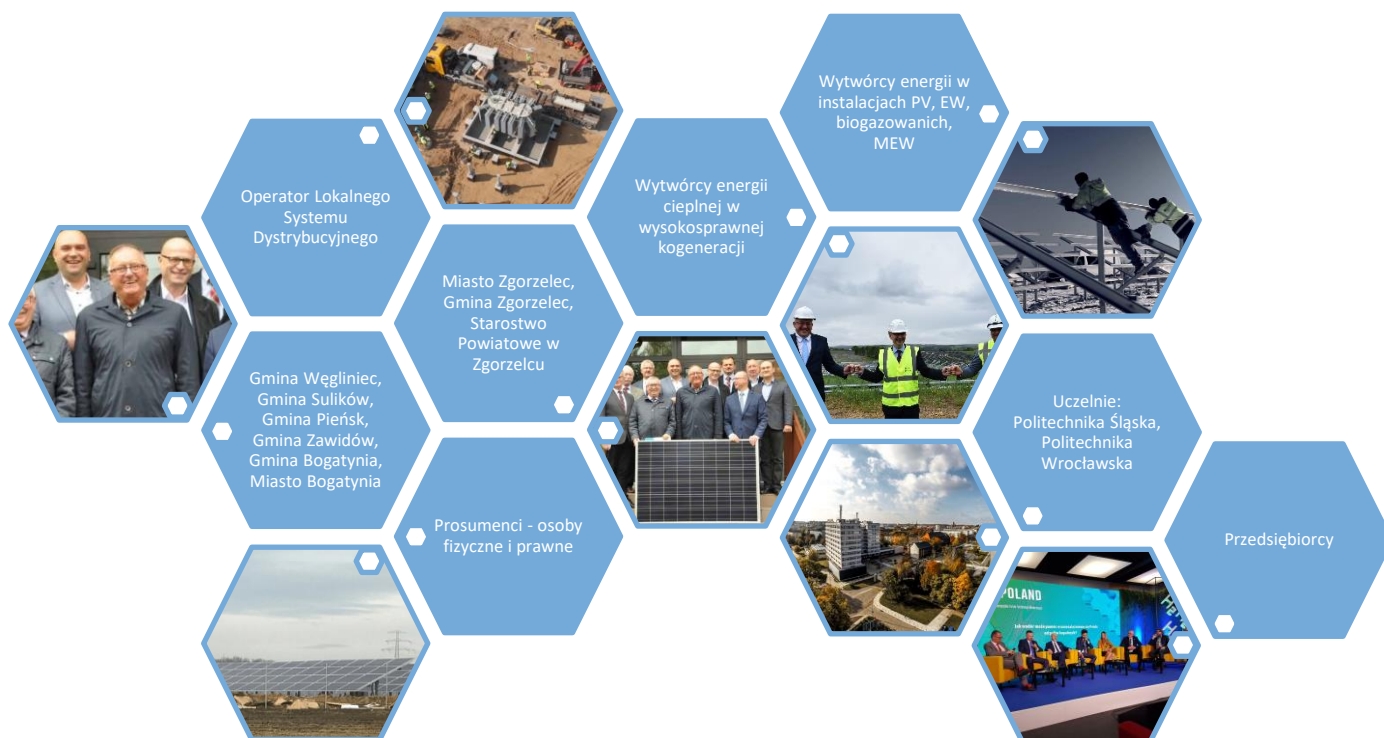 Wytwórcy energii w
instalacjach PV, EW,
biogazowanich,
MEW
Operator Lokalnego
Systemu
Dystrybucyjnego
Wytwórcy energii
cieplnej w
wysokosprawnej
kogeneracji
Miasto Zgorzelec,
Gmina Zgorzelec,
Starostwo
Powiatowe w
Zgorzelcu
Gmina Węgliniec,
Gmina Sulików,
Gmina Pieńsk,
Gmina Zawidów,
Gmina Bogatynia,
Miasto Bogatynia
Uczelnie:
Politechnika Śląska,
Politechnika
Wrocławska
Prosumenci - osoby
fizyczne i prawne
Przedsiębiorcy
POLAND